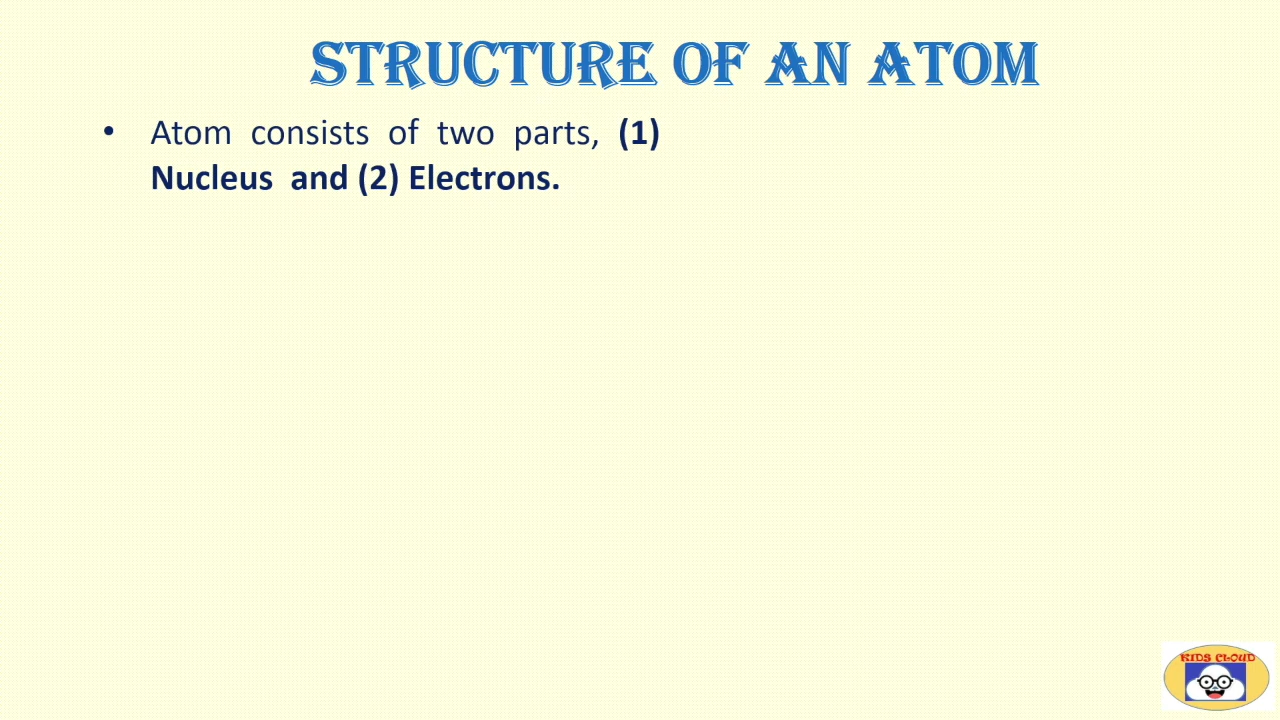 STRUCTURE OF AN ATOM
• Atom consists of two parts, (1)
Nucleus and (2) Electrons.
KIDS CLOUD